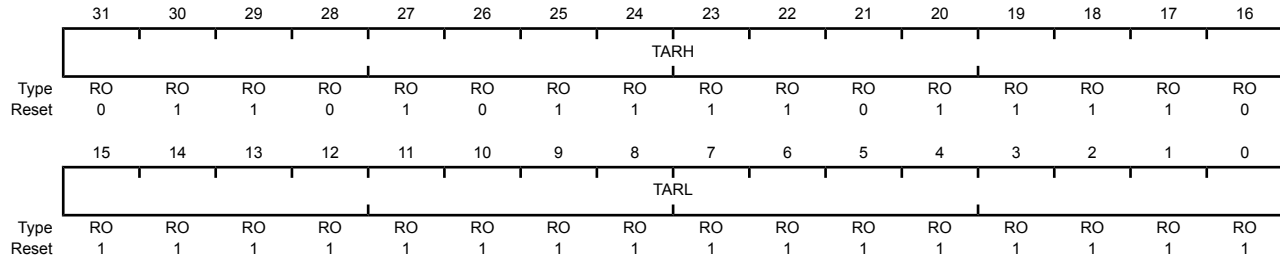 31 30 29 28 27 26 25 24 23 22 21 20 19 18 17 16
TARH
Type RO RO RO RO RO RO RO RO RO RO RO RO RO RO RO RO
Reset 0 1 1 0 1 0 1 1 1 1 0 1 1 1 1 0
15 14 13 12 11 10 9 8 7 6 5 4 3 2 1 0
TARL
Type RO RO RO RO RO RO RO RO RO RO RO RO RO RO RO RO
Reset 1 1 1 1 1 1 1 1 1 1 1 1 1 1 1 1